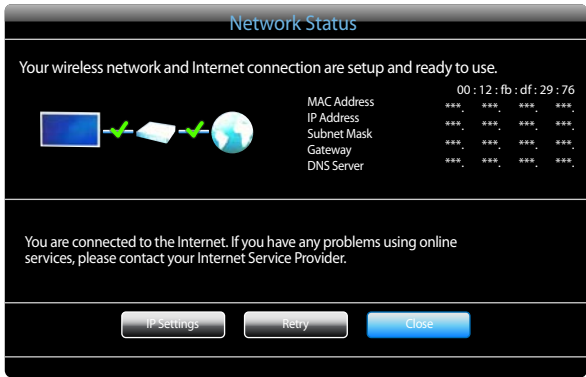 Network Status
Your wireless network and Internet connection are setup and ready to use.
MAC Address 00 : 12 : fb : df : 29 : 76
IP Address ***. ***. ***. ***.
Subnet Mask ***. ***. ***. ***.
Gateway ***. ***. ***. ***.
DNS Server ***. ***. ***. ***.
You are connected to the Internet. If you have any problems using online
services, please contact your Internet Service Provider.
IP Settings Retry Close